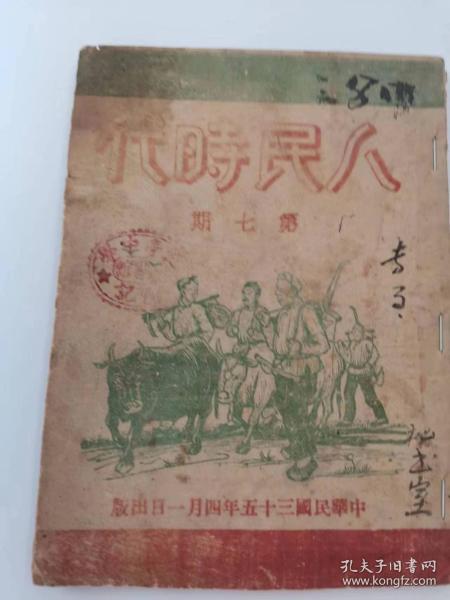 人民時代
第七期
中華民國三十五年四月一日出版
孔夫子旧书网
www.kongfz.com